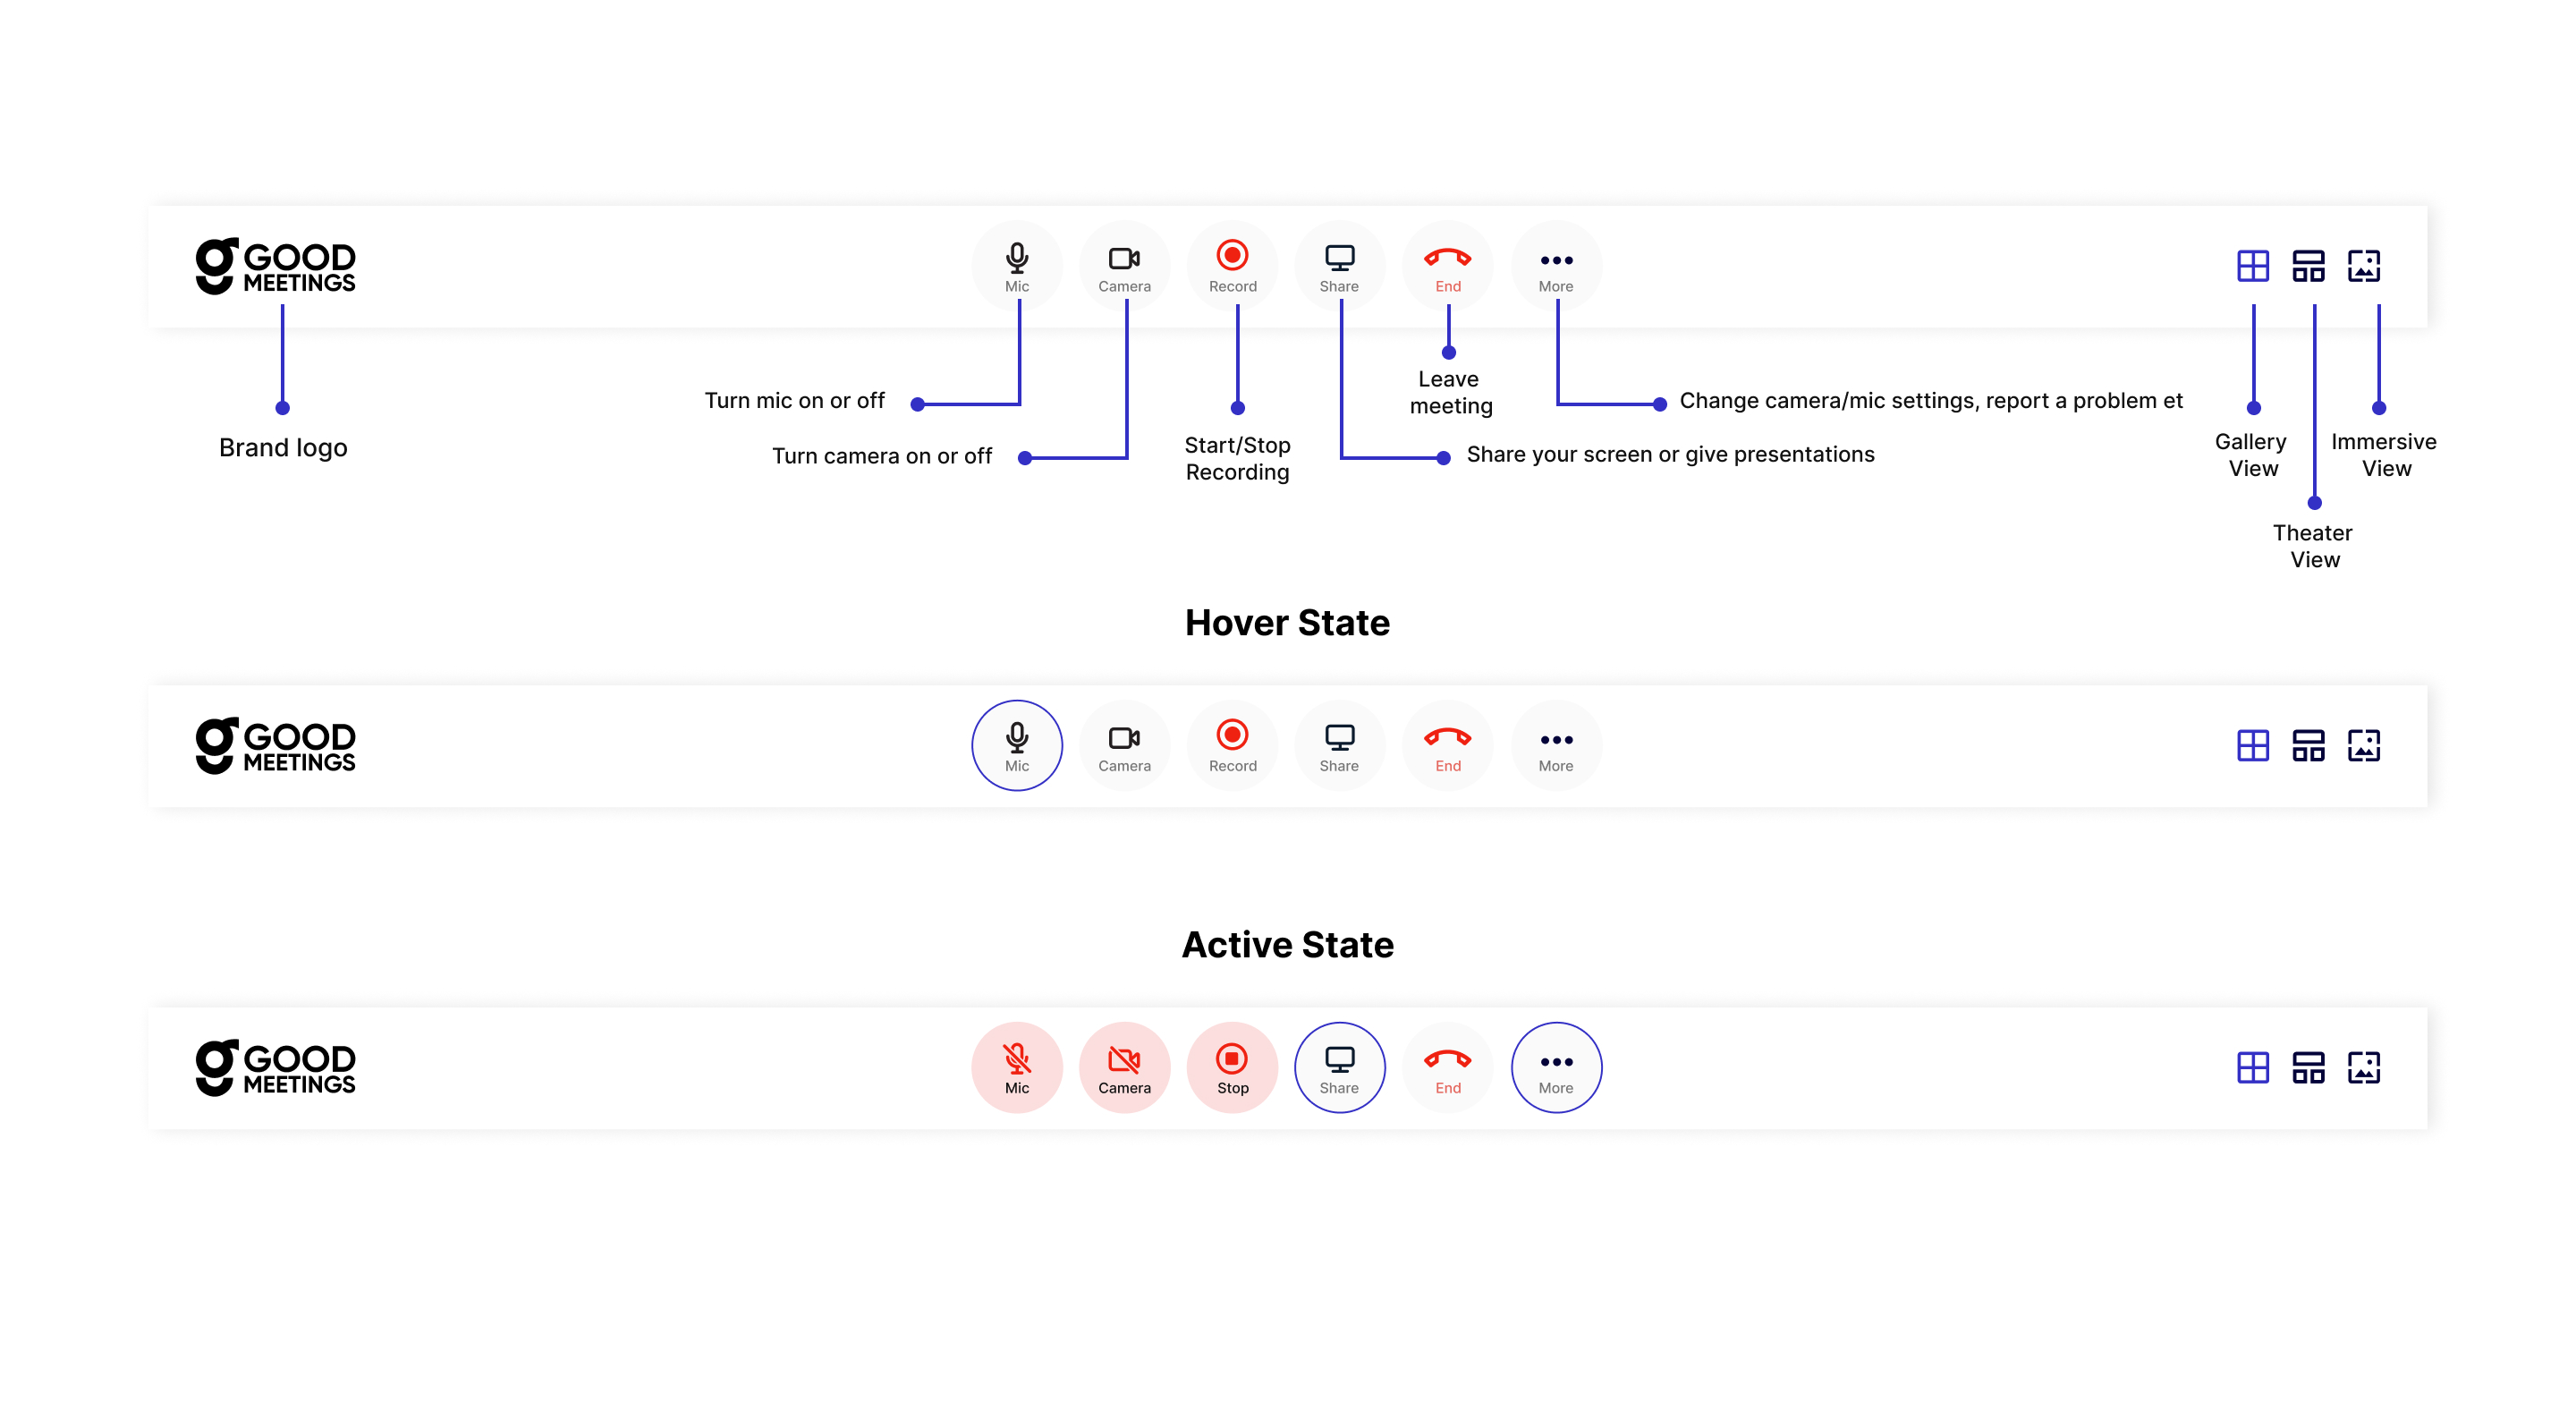 GOOD
MEETINGS
Mic
Camera
Record
Share
End
More
Brand logo
Turn mic on or off
Turn camera on or off
Start/Stop
Recording
Leave
meeting
Share your screen or give presentations
Change camera/mic settings, report a problem et
Gallery
View
Theater
View
Immersive
View
Hover State
GOOD
MEETINGS
Mic
Camera
Record
Share
End
More
Active State
GOOD
MEETINGS
Mic
Camera
Stop
Share
End
More